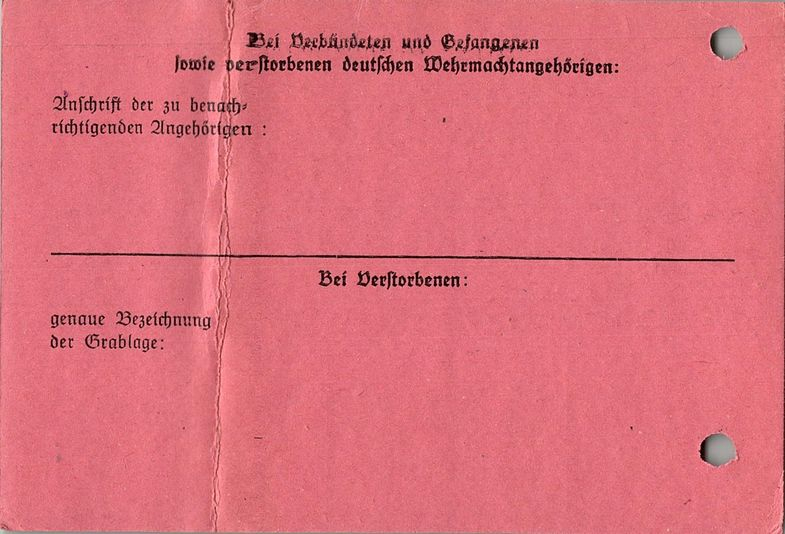 Bei Verbündeten und Gefangenen
sowie verstorbenen deutschen Wehrmachtangehörigen:
Anschrift der zu benach-
richtigenden Angehörigen :
Bei Verstorbenen:
genaue Bezeichnung
der Grablage: